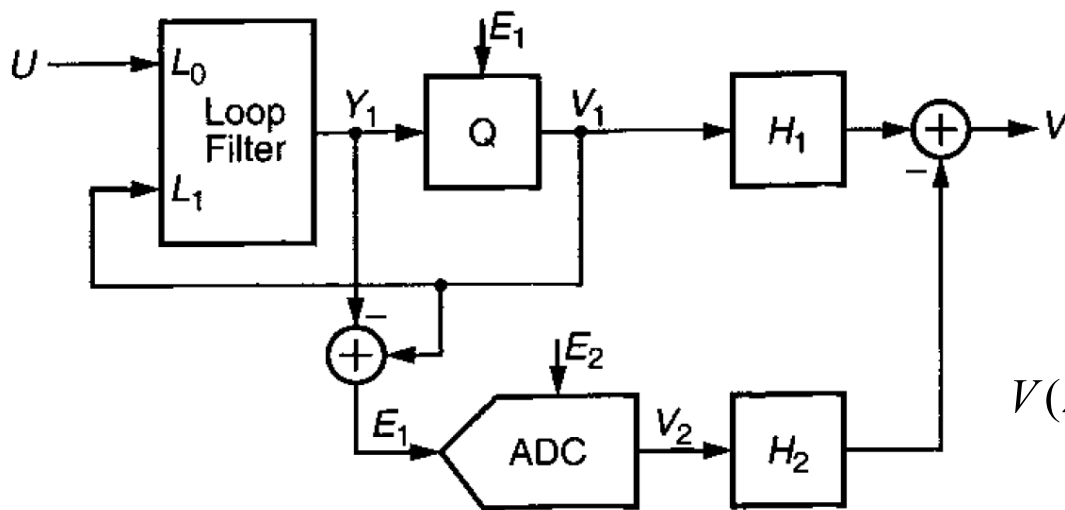 E₁
U
L₀
Loop
Filter
Y₁
Q
V₁
H₁
+
V
−
L₁
−
+
E₂
E₁
ADC
V₂
H₂
V(